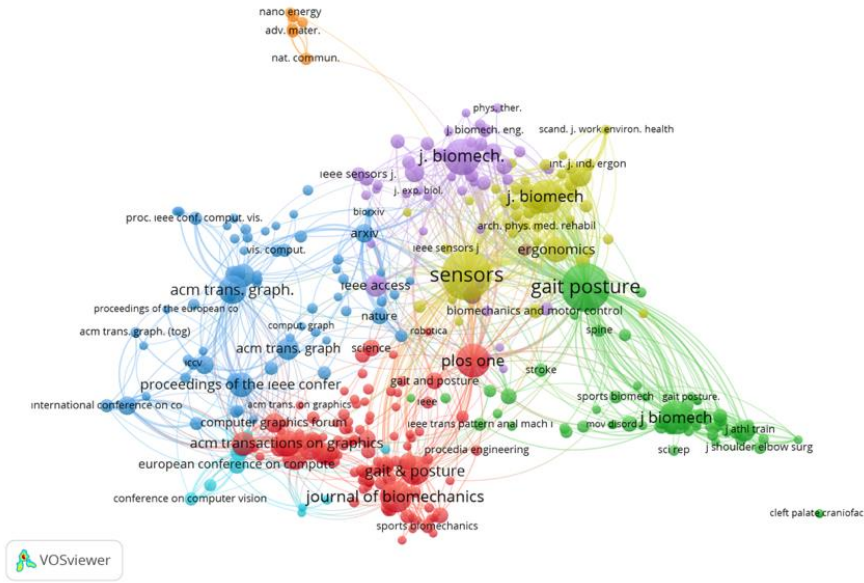 nano energy
adv. mater.
nat. commun.
phys. ther.
j. biomech. eng.
scand. j. work environ. health
j. biomech.
int. j. ind. ergon
ieee sensors j.
j. exp. biol.
j. biomech
biorxiv
proc. ieee conf. comput. vis.
arch. phys. med. rehabil
arxiv
vis. comput.
ieee sensors j
ergonomics
sensors
acm trans. graph.
ieee access
gait posture
proceedings of the european co
biomechanics and motor control
nature
comput. graph
acm trans. graph. (tog)
robotica
spine
acm trans. graph
science
iccv
plos one
stroke
proceedings of the ieee confer
gait and posture
sports biomech
gait posture.
international conference on co
acm trans. on graphics
ieee
j biomech
computer graphics forum
ieee trans pattern anal mach i
mov disord
j athl train
acm transactions on graphics
procedia engineering
sci rep
j shoulder elbow surg
european conference on compute
gait & posture
conference on computer vision
journal of biomechanics
cleft palate craniofac
sports biomechanics
VOSviewer